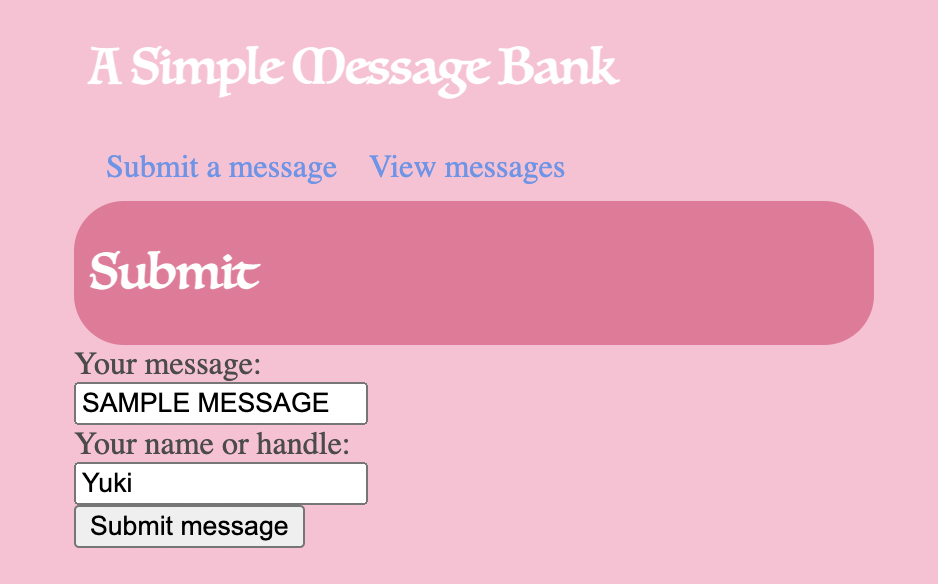 A Simple Message Bank
Submit a message View messages
Submit
Your message:
SAMPLE MESSAGE
Your name or handle:
Yuki
Submit message